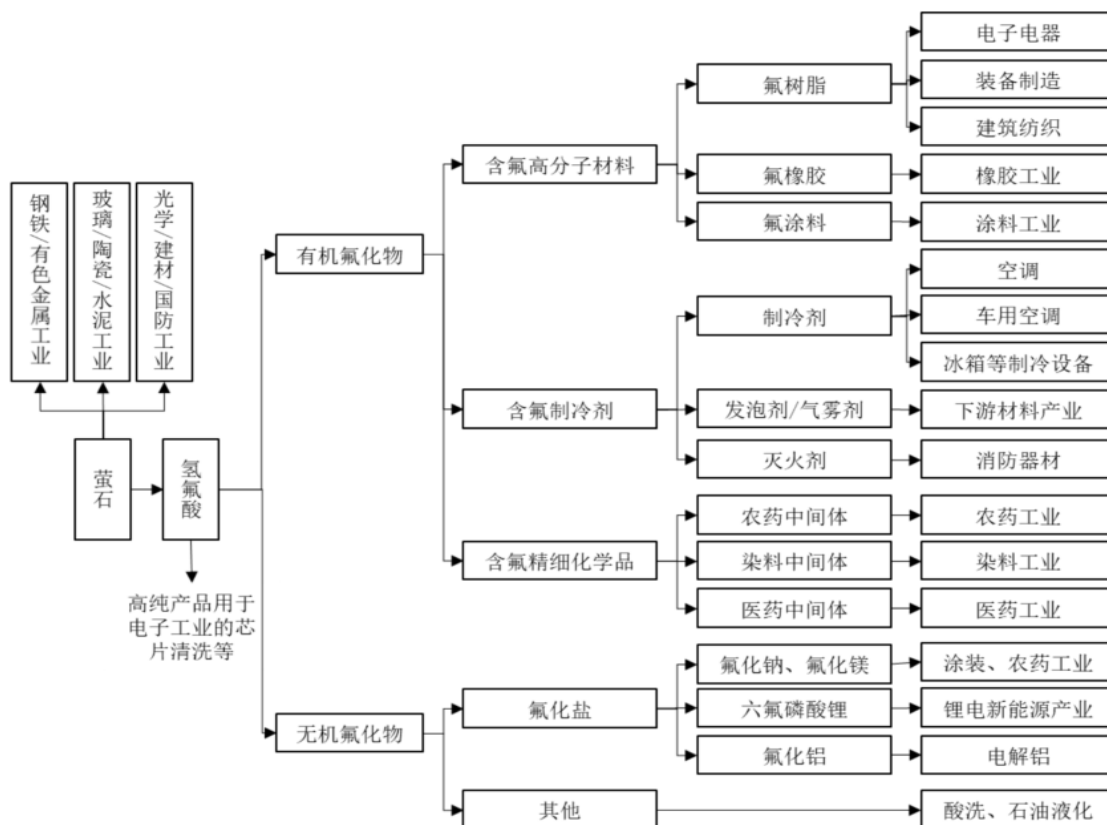 钢铁/有色金属工业
玻璃/陶瓷/水泥工业
光学/建材/国防工业
萤石
氢氟酸
高纯产品用于
电子工业的芯
片清洗等
有机氟化物
无机氟化物
含氟高分子材料
含氟制冷剂
含氟精细化学品
氟化盐
其他
氟树脂
氟橡胶
氟涂料
制冷剂
发泡剂/气雾剂
灭火剂
农药中间体
染料中间体
医药中间体
氟化钠、氟化镁
六氟磷酸锂
氟化铝
电子电器
装备制造
建筑纺织
橡胶工业
涂料工业
空调
车用空调
冰箱等制冷设备
下游材料产业
消防器材
农药工业
染料工业
医药工业
涂装、农药工业
锂电新能源产业
电解铝
酸洗、石油液化